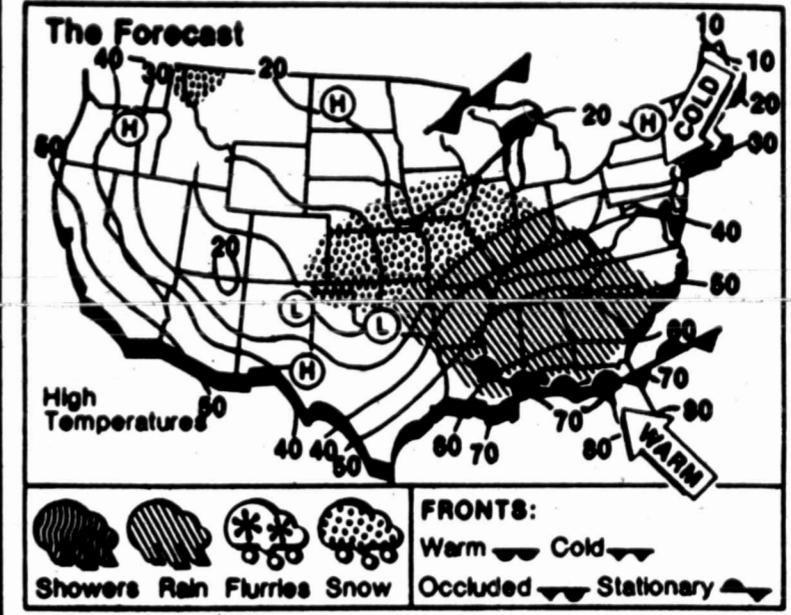 The Forecast
10
40
30
20
10
H
H
20
H
COLD
20
30
50
20
40
L
L
50
H
60
High
Temperatures
50
70
40
40
50
60
70
70
80
80
WARM
FRONTS:
Warm
Cold
Showers
Rain
Flurries
Snow
Occluded
Stationary